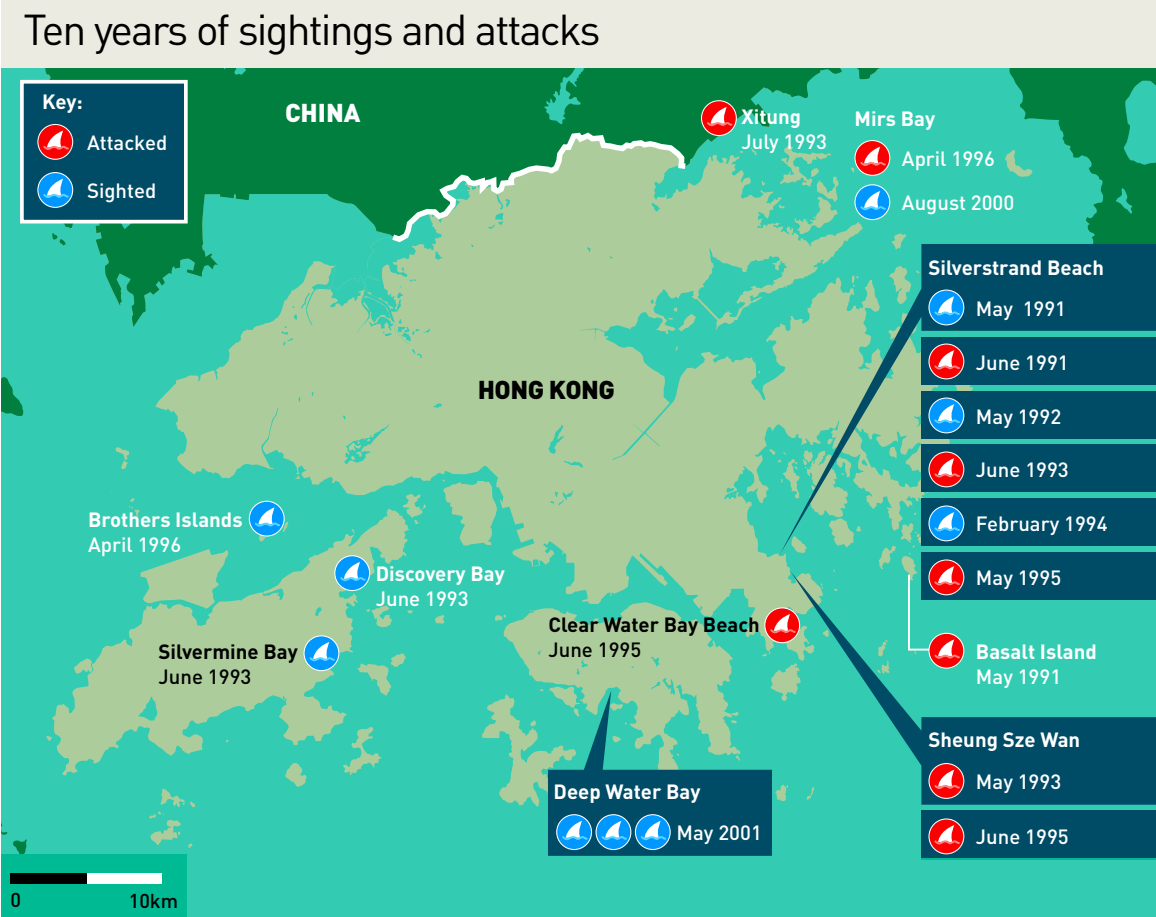 Ten years of sightings and attacks
Key:
Attacked
Sighted
CHINA
Xitung
July 1993
Mirs Bay
April 1996
August 2000
Silverstrand Beach
May 1991
June 1991
May 1992
June 1993
February 1994
May 1995
HONG KONG
Brothers Islands
April 1996
Discovery Bay
June 1993
Clear Water Bay Beach
June 1995
Silvermine Bay
June 1993
Basalt Island
May 1991
Sheung Sze Wan
May 1993
June 1995
Deep Water Bay
May 2001
0 10km